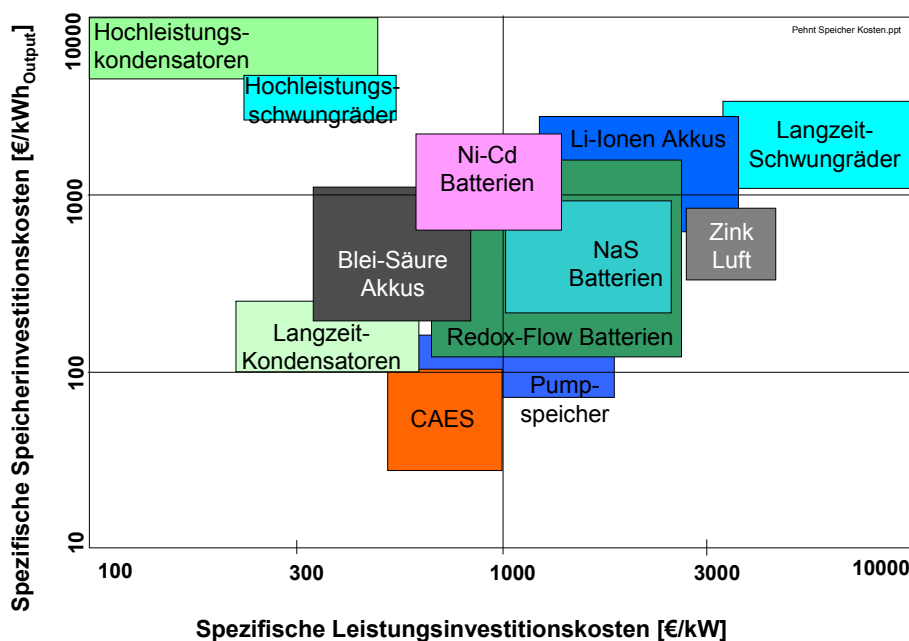 Pehnt Speicher Kosten.ppt
Spezifische Speicherinvestitionskosten [€/kWhOutput]
10000
1000
100
10
Hochleistungs-
kondensatoren
Hochleistungs-
schwungräder
Ni-Cd
Batterien
Li-Ionen Akkus
Langzeit-
Schwungräder
Blei-Säure
Akkus
NaS
Batterien
Zink
Luft
Langzeit-
Kondensatoren
Redox-Flow Batterien
CAES
Pump-
speicher
100
300
1000
3000
10000
Spezifische Leistungsinvestitionskosten [€/kW]